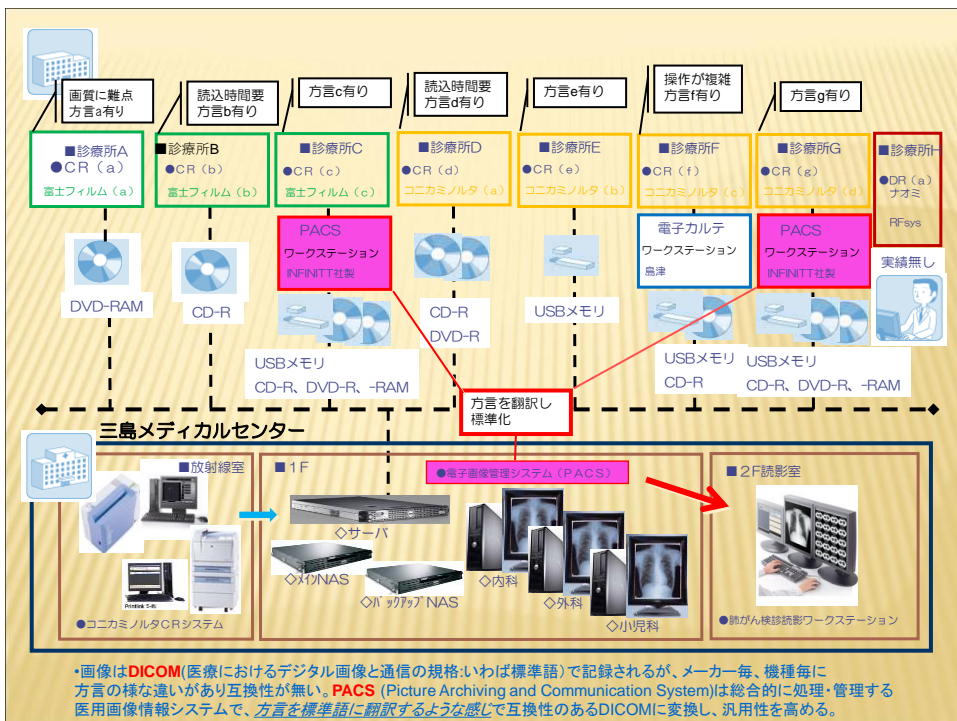 画質に難点
方言a有り
読込時間要
方言b有り
方言c有り
読込時間要
方言d有り
方言e有り
操作が複雑
方言f有り
方言g有り
■診療所A
●CR（a）
富士フィルム（a）
■診療所B
●CR（b）
富士フィルム（b）
■診療所C
●CR（c）
富士フィルム（c）
■診療所D
●CR（d）
コニカミノルタ（a）
■診療所E
●CR（e）
コニカミノルタ（b）
■診療所F
●CR（f）
コニカミノルタ（c）
■診療所G
●CR（g）
コニカミノルタ（d）
■診療所H
●DR（a）
ナオミ
RFsys
PACS
ワークステーション
INFINITT社製
電子カルテ
ワークステーション
島津
PACS
ワークステーション
INFINITT社製
実績無し
DVD-RAM
CD-R
USBメモリ
CD-R、DVD-R、-RAM
CD-R
DVD-R
USBメモリ
USBメモリ
CD-R
USBメモリ
CD-R、DVD-R、-RAM
方言を翻訳し
標準化
三島メディカルセンター
■放射線室
Printlink 5-IN
●コニカミノルタCRシステム
■1F
●電子画像管理システム（PACS）
◇サーバ
◇ﾒｲﾝNAS
◇ﾊﾞｯｸｱｯﾌﾟNAS
◇内科
◇外科
◇小児科
■2F読影室
●肺がん検診読影ワークステーション
•画像はDICOM(医療におけるデジタル画像と通信の規格:いわば標準語)で記録されるが、メーカー毎、機種毎に
方言の様な違いがあり互換性が無い。PACS (Picture Archiving and Communication System)は総合的に処理・管理する
医用画像情報システムで、方言を標準語に翻訳するような感じで互換性のあるDICOMに変換し、汎用性を高める。